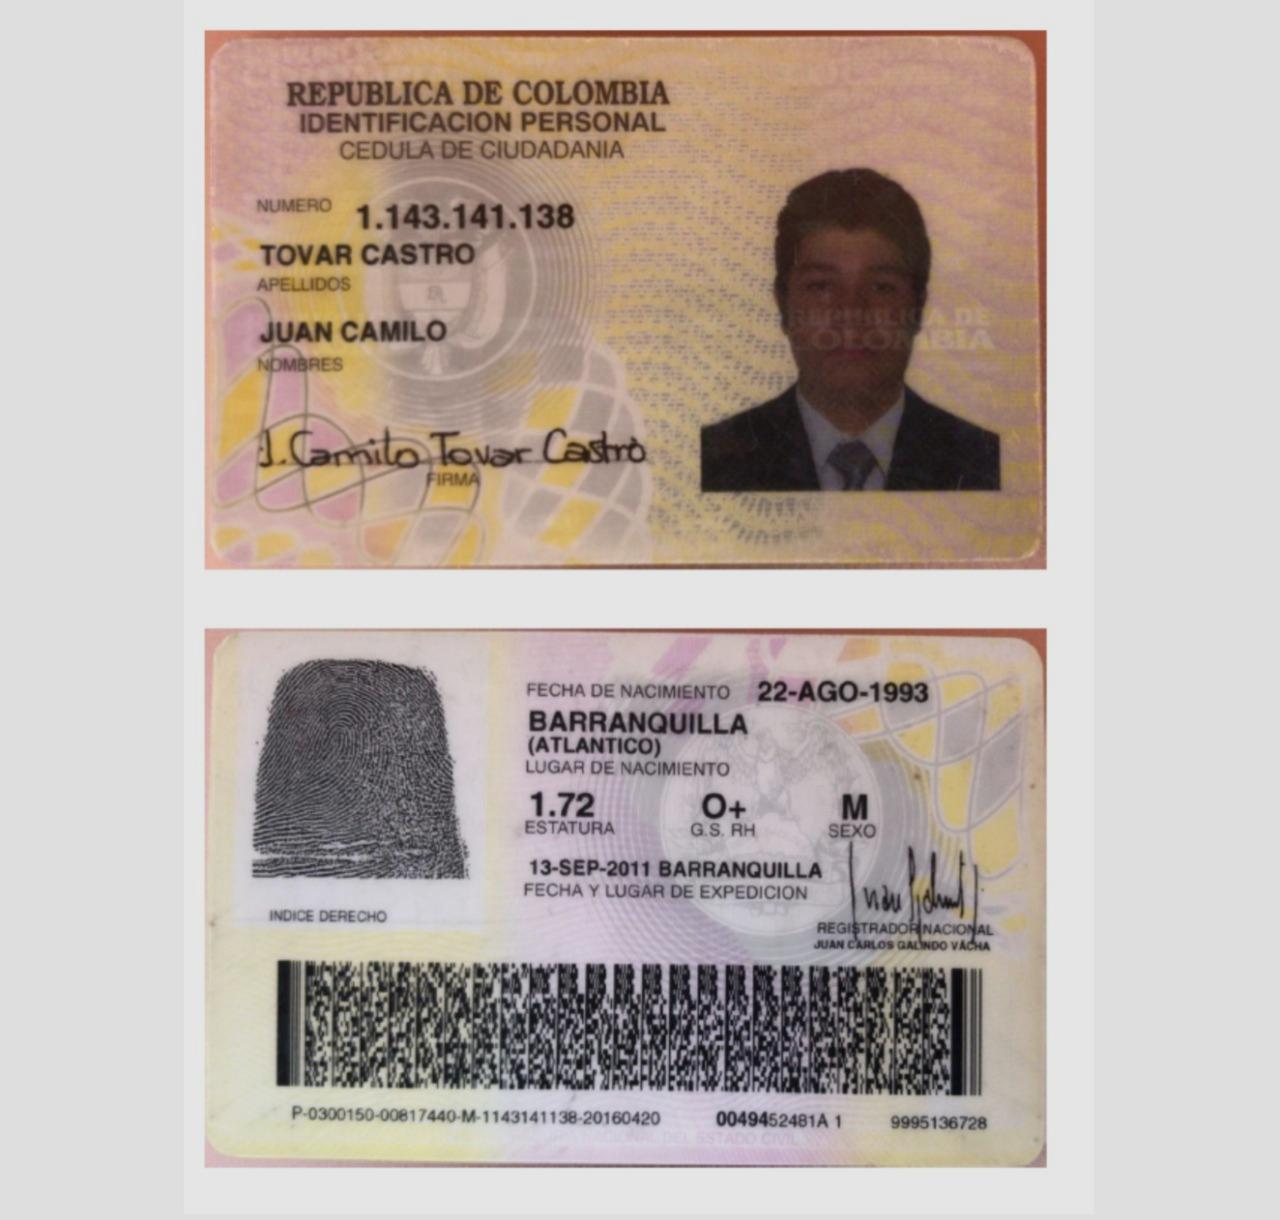 REPUBLICA DE COLOMBIA
IDENTIFICACION PERSONAL
CEDULA DE CIUDADANIA
NUMERO 1.143.141.138
TOVAR CASTRO
APELLIDOS
JUAN CAMILO
NOMBRES
J. Camilo Tovar Castro
FIRMA
REPUBLICA DE
COLOMBIA
FECHA DE NACIMIENTO 22-AGO-1993
BARRANQUILLA
(ATLANTICO)
LUGAR DE NACIMIENTO
1.72 O+ M
ESTATURA G.S. RH SEXO
13-SEP-2011 BARRANQUILLA
FECHA Y LUGAR DE EXPEDICION
INDICE DERECHO
REGISTRADOR NACIONAL
JUAN CARLOS GALINDO VÁCHA
P-0300150-00817440-M-1143141138-20160420 0049452481A 1 9995136728